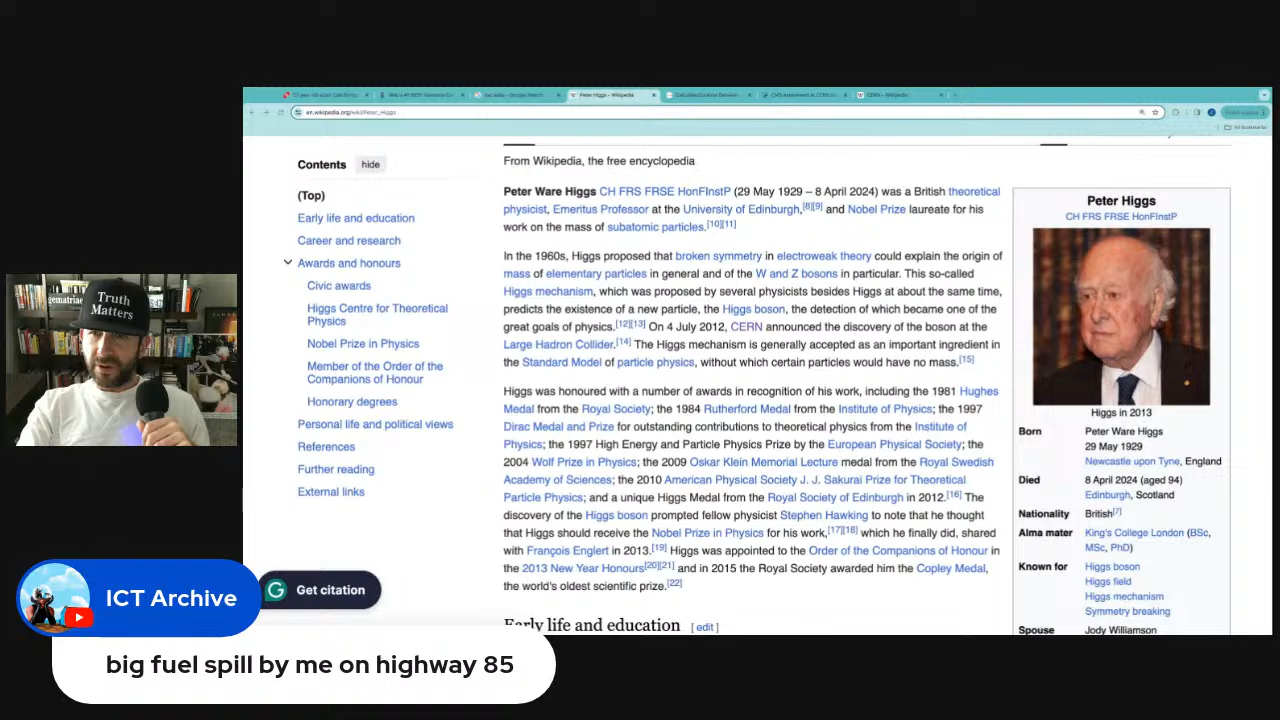 Peter Higgs - Wikipedia
en.wikipedia.org/wiki/Peter_Higgs
All Bookmarks
Contents hide
(Top)
Early life and education
Career and research
Awards and honours
Civic awards
Higgs Centre for Theoretical
Physics
Nobel Prize in Physics
Member of the Order of the
Companions of Honour
Honorary degrees
Personal life and political views
References
Further reading
External links
From Wikipedia, the free encyclopedia
Peter Ware Higgs CH FRS FRSE HonFInstP (29 May 1929 – 8 April 2024) was a British theoretical
physicist, Emeritus Professor at the University of Edinburgh,[8][9] and Nobel Prize laureate for his
work on the mass of subatomic particles.[10][11]
In the 1960s, Higgs proposed that broken symmetry in electroweak theory could explain the origin of
mass of elementary particles in general and of the W and Z bosons in particular. This so-called
Higgs mechanism, which was proposed by several physicists besides Higgs at about the same time,
predicts the existence of a new particle, the Higgs boson, the detection of which became one of the
great goals of physics.[12][13] On 4 July 2012, CERN announced the discovery of the boson at the
Large Hadron Collider.[14] The Higgs mechanism is generally accepted as an important ingredient in
the Standard Model of particle physics, without which certain particles would have no mass.[15]
Higgs was honoured with a number of awards in recognition of his work, including the 1981 Hughes
Medal from the Royal Society; the 1984 Rutherford Medal from the Institute of Physics; the 1997
Dirac Medal and Prize for outstanding contributions to theoretical physics from the Institute of
Physics; the 1997 High Energy and Particle Physics Prize by the European Physical Society; the
2004 Wolf Prize in Physics; the 2009 Oskar Klein Memorial Lecture medal from the Royal Swedish
Academy of Sciences; the 2010 American Physical Society J. J. Sakurai Prize for Theoretical
Particle Physics; and a unique Higgs Medal from the Royal Society of Edinburgh in 2012.[16] The
discovery of the Higgs boson prompted fellow physicist Stephen Hawking to note that he thought
that Higgs should receive the Nobel Prize in Physics for his work,[17][18] which he finally did, shared
with François Englert in 2013.[19] Higgs was appointed to the Order of the Companions of Honour in
the 2013 New Year Honours[20][21] and in 2015 the Royal Society awarded him the Copley Medal,
the world's oldest scientific prize.[22]
Early life and education [ edit ]
Peter Higgs
CH FRS FRSE HonFInstP
Higgs in 2013
Born Peter Ware Higgs
29 May 1929
Newcastle upon Tyne, England
Died 8 April 2024 (aged 94)
Edinburgh, Scotland
Nationality British[7]
Alma mater King's College London (BSc,
MSc, PhD)
Known for Higgs boson
Higgs field
Higgs mechanism
Symmetry breaking
Spouse Jody Williamson
Truth
Matters
Get citation
ICT Archive
big fuel spill by me on highway 85